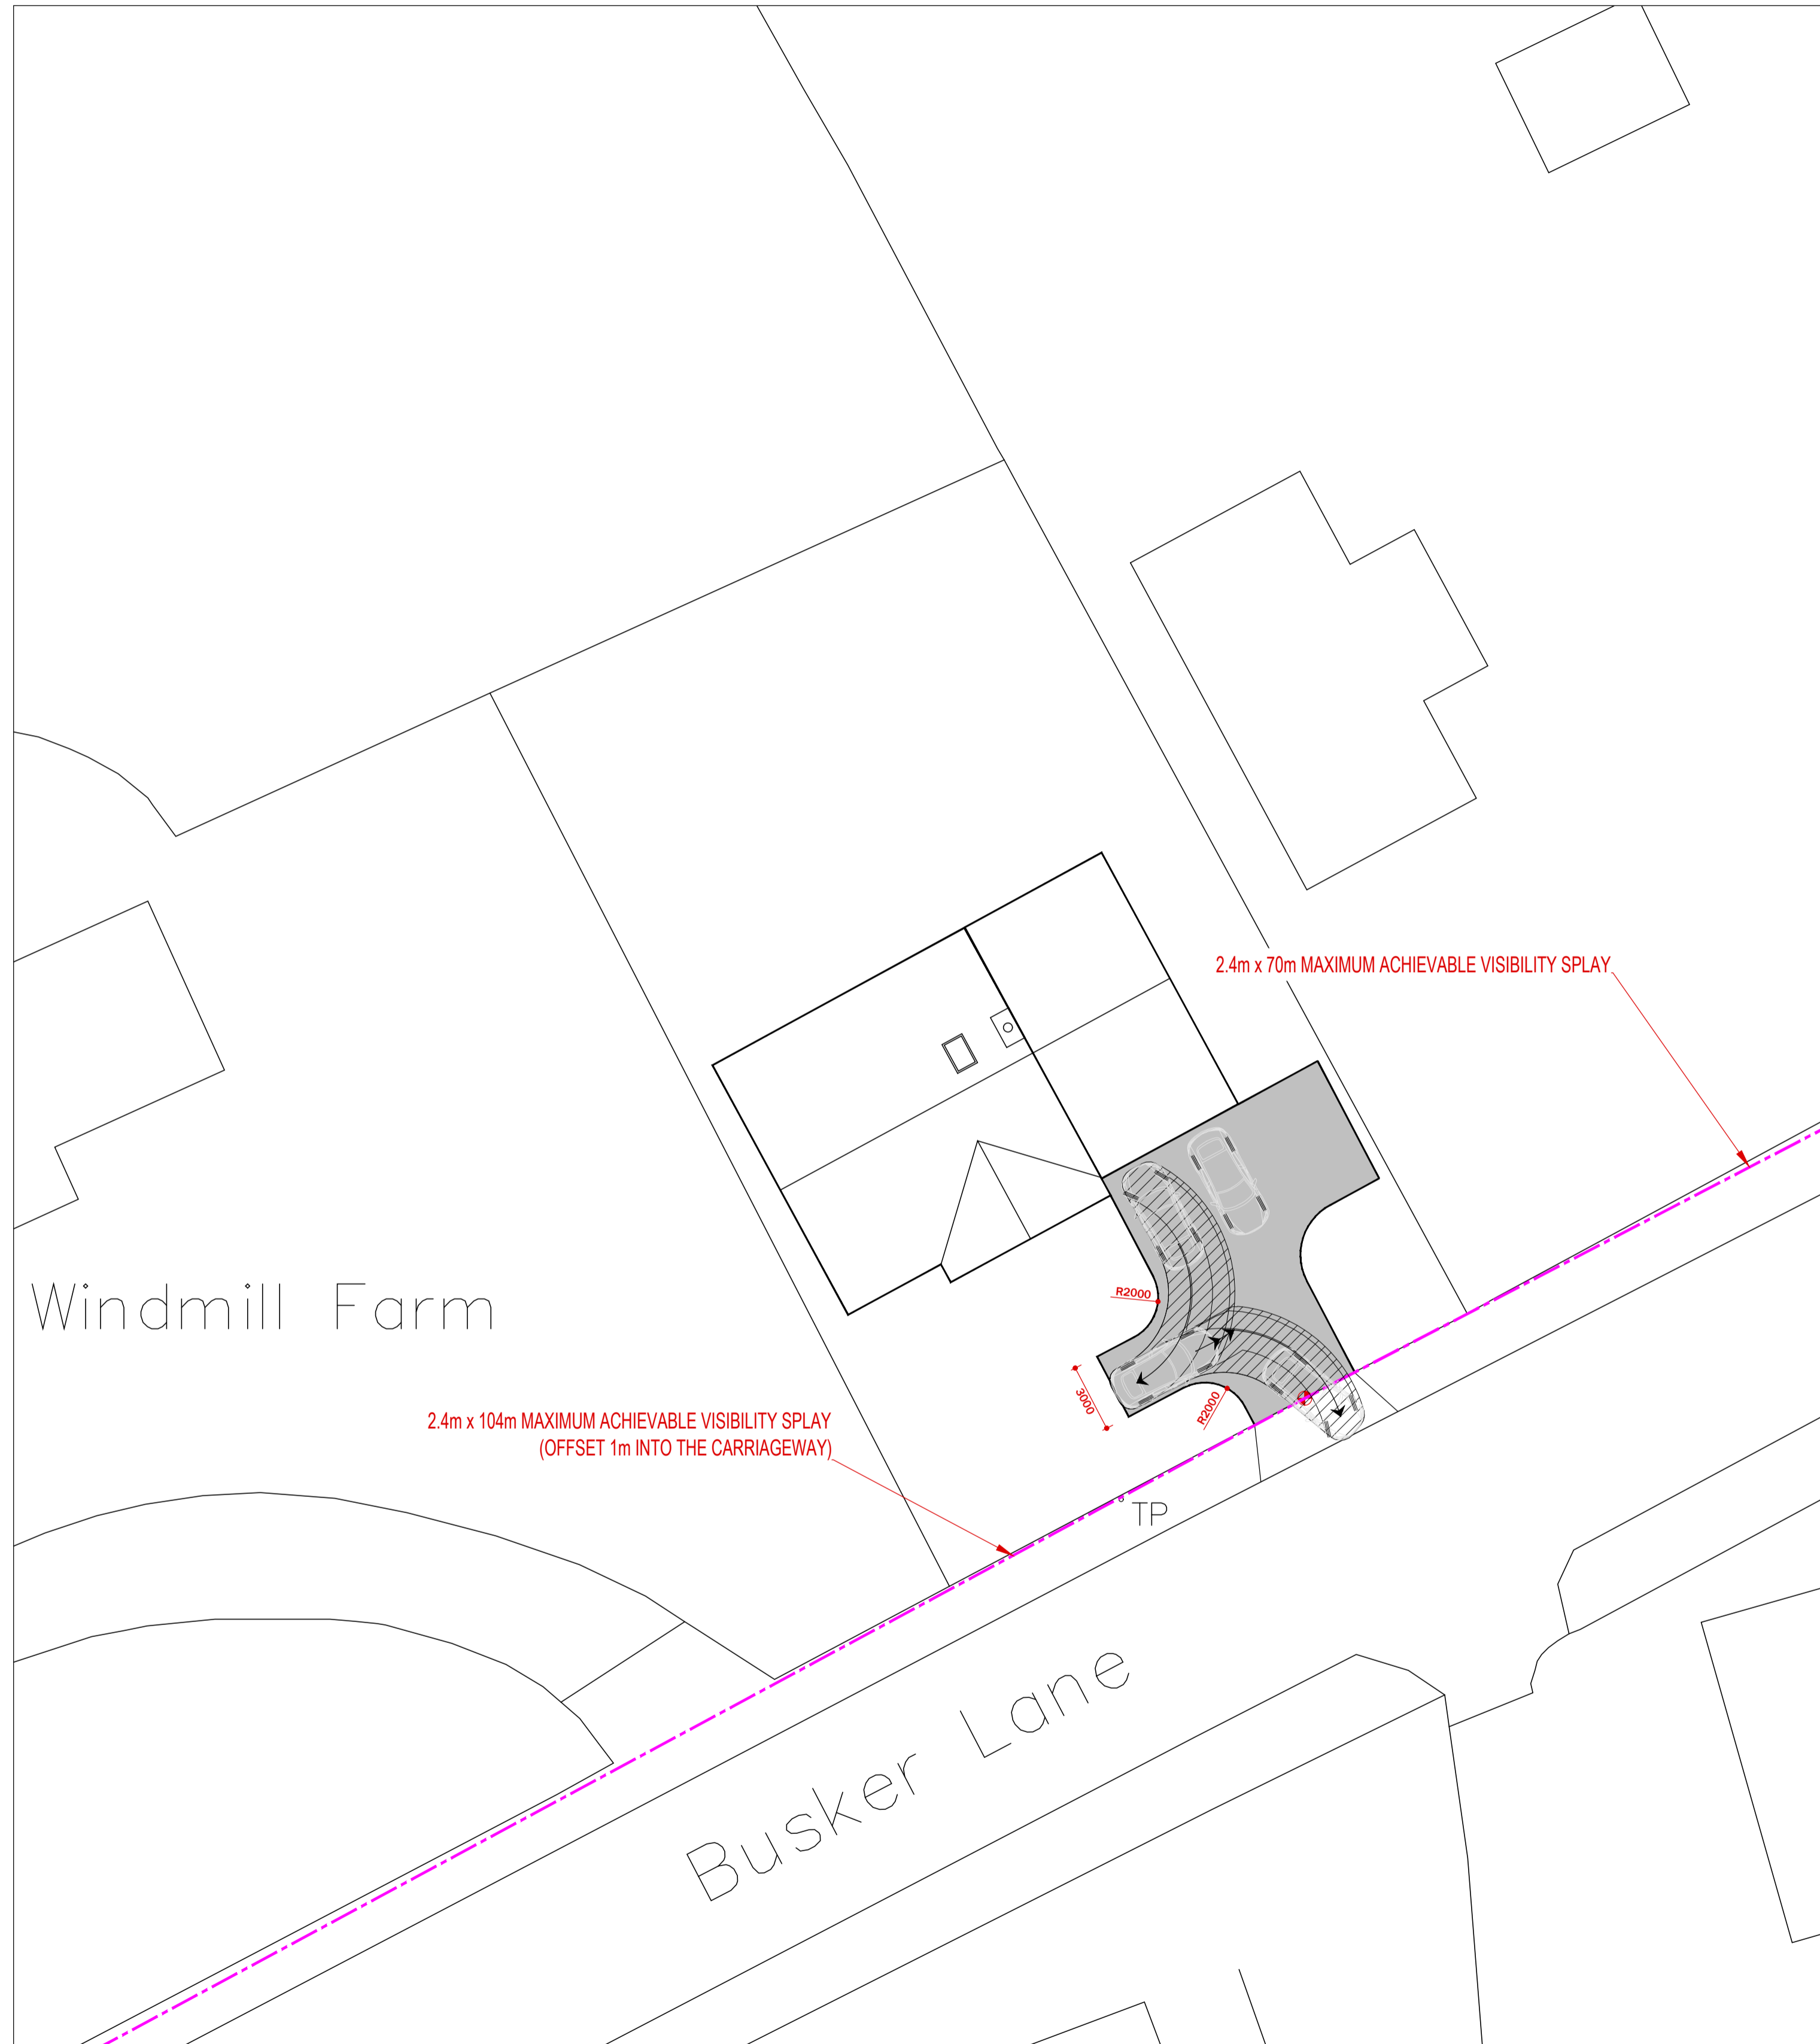 2.4m x 70m MAXIMUM ACHIEVABLE VISIBILITY SPLAY
Windmill Farm
R2000
3000
R2000
2.4m x 104m MAXIMUM ACHIEVABLE VISIBILITY SPLAY
(OFFSET 1m INTO THE CARRIAGEWAY)
TP
Busker Lane